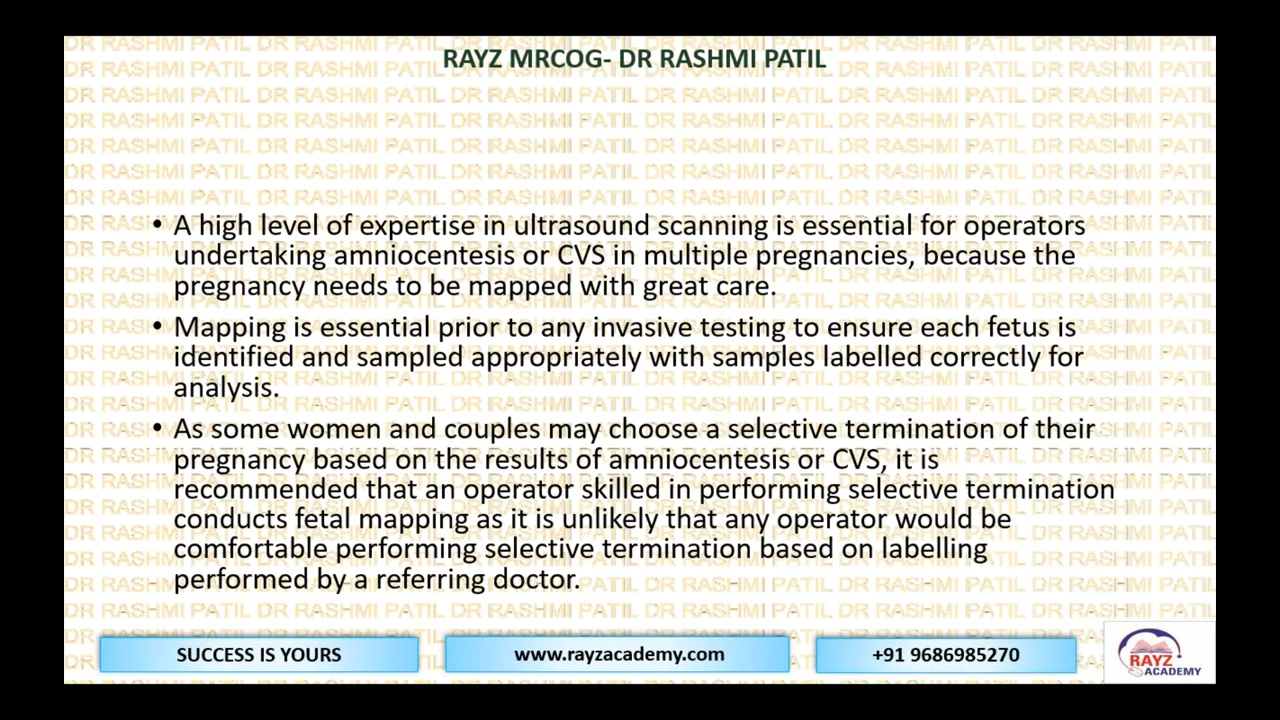 RAYZ MRCOG- DR RASHMI PATIL
• A high level of expertise in ultrasound scanning is essential for operators
undertaking amniocentesis or CVS in multiple pregnancies, because the
pregnancy needs to be mapped with great care.
• Mapping is essential prior to any invasive testing to ensure each fetus is
identified and sampled appropriately with samples labelled correctly for
analysis.
• As some women and couples may choose a selective termination of their
pregnancy based on the results of amniocentesis or CVS, it is
recommended that an operator skilled in performing selective termination
conducts fetal mapping as it is unlikely that any operator would be
comfortable performing selective termination based on labelling
performed by a referring doctor.
SUCCESS IS YOURS
www.rayzacademy.com
+91 9686985270
RAYZ
ACADEMY